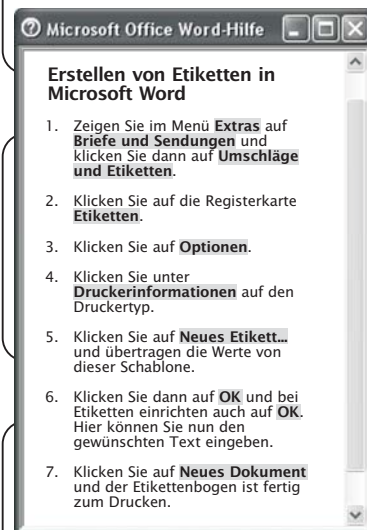 Microsoft Office Word-Hilfe
Erstellen von Etiketten in
Microsoft Word
1. Zeigen Sie im Menü Extras auf
Briefe und Sendungen und
klicken Sie dann auf Umschläge
und Etiketten.
2. Klicken Sie auf die Registerkarte
Etiketten.
3. Klicken Sie auf Optionen.
4. Klicken Sie unter
Druckerinformationen auf den
Druckertyp.
5. Klicken Sie auf Neues Etikett...
und übertragen die Werte von
dieser Schablone.
6. Klicken Sie dann auf OK und bei
Etiketten einrichten auch auf OK.
Hier können Sie nun den
gewünschten Text eingeben.
7. Klicken Sie auf Neues Dokument
und der Etikettenbogen ist fertig
zum Drucken.